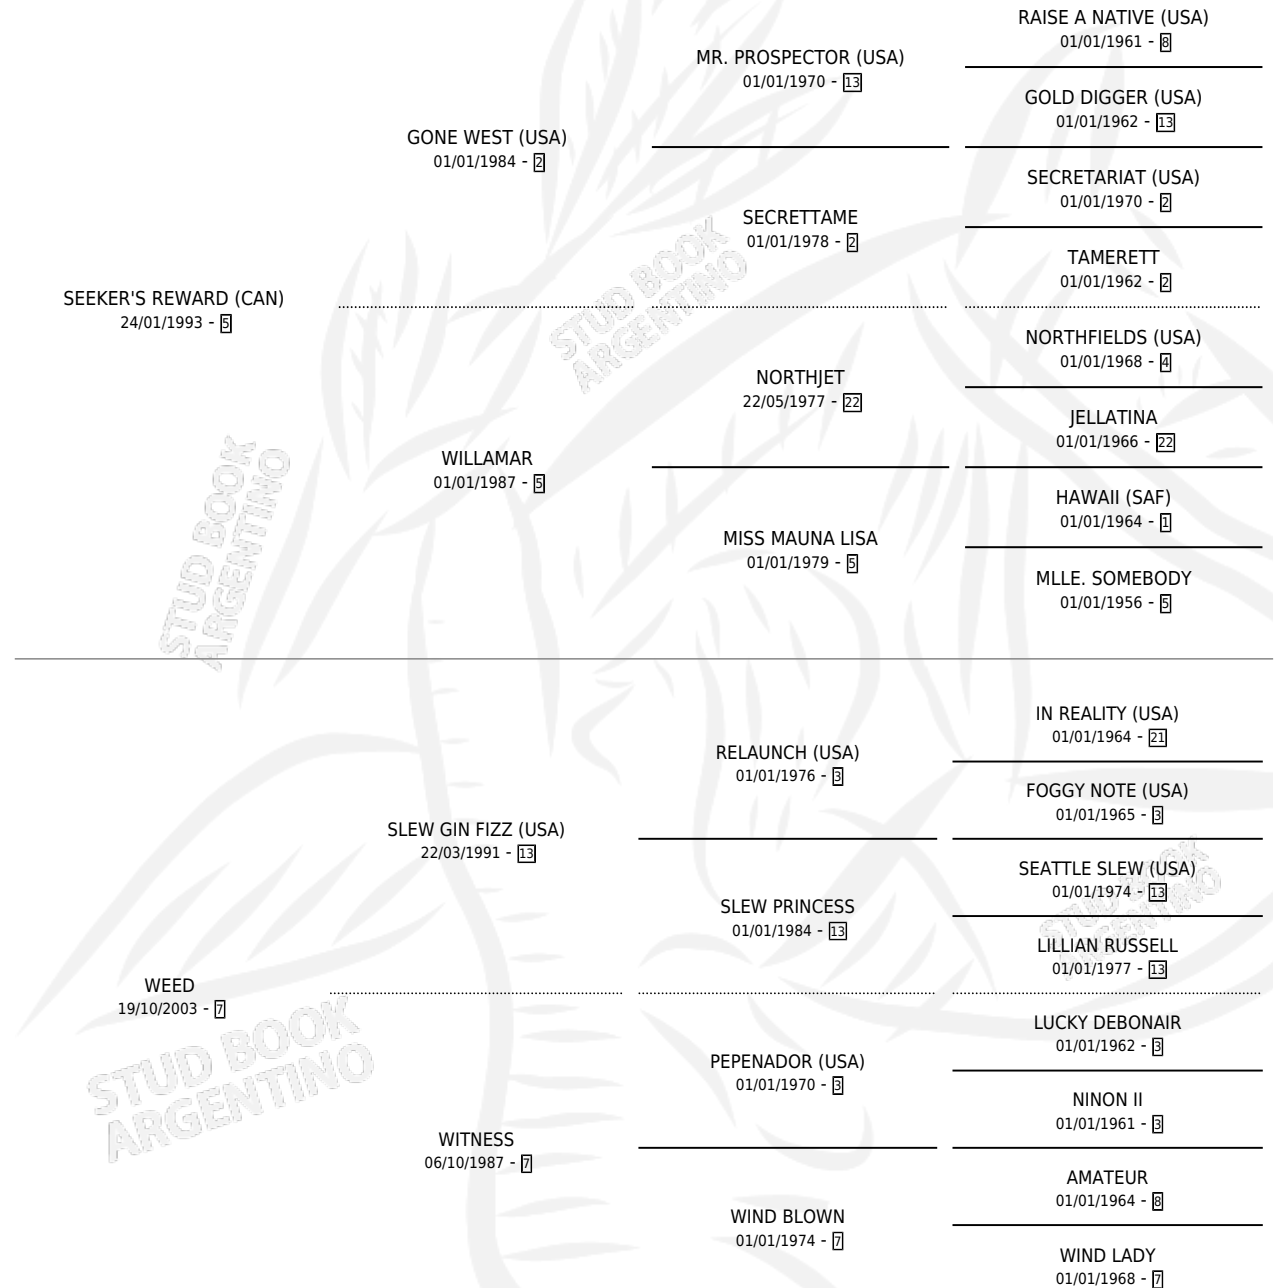 RAISE A NATIVE (USA)
01/01/1961 - 8
MR. PROSPECTOR (USA)
01/01/1970 - 13
GOLD DIGGER (USA)
01/01/1962 - 13
GONE WEST (USA)
01/01/1984 - 2
SECRETARIAT (USA)
01/01/1970 - 2
SECRETTAME
01/01/1978 - 2
TAMERETT
01/01/1962 - 2
SEEKER'S REWARD (CAN)
24/01/1993 - 5
NORTHFIELDS (USA)
01/01/1968 - 4
NORTHJET
22/05/1977 - 22
JELLATINA
01/01/1966 - 22
WILLAMAR
01/01/1987 - 5
HAWAII (SAF)
01/01/1964 - 1
MISS MAUNA LISA
01/01/1979 - 5
MLLE. SOMEBODY
01/01/1956 - 5
STUD BOOK
ARGENTINO
STUD BOOK
ARGENTINO
IN REALITY (USA)
01/01/1964 - 21
RELAUNCH (USA)
01/01/1976 - 3
FOGGY NOTE (USA)
01/01/1965 - 3
SLEW GIN FIZZ (USA)
22/03/1991 - 13
SEATTLE SLEW (USA)
01/01/1974 - 13
SLEW PRINCESS
01/01/1984 - 13
LILLIAN RUSSELL
01/01/1977 - 13
STUD BOOK
ARGENTINO
WEED
19/10/2003 - 7
LUCKY DEBONAIR
01/01/1962 - 3
PEPENADOR (USA)
01/01/1970 - 3
NINON II
01/01/1961 - 3
WITNESS
06/10/1987 - 7
AMATEUR
01/01/1964 - 8
WIND BLOWN
01/01/1974 - 7
WIND LADY
01/01/1968 - 7
STUD BOOK
ARGENTINO